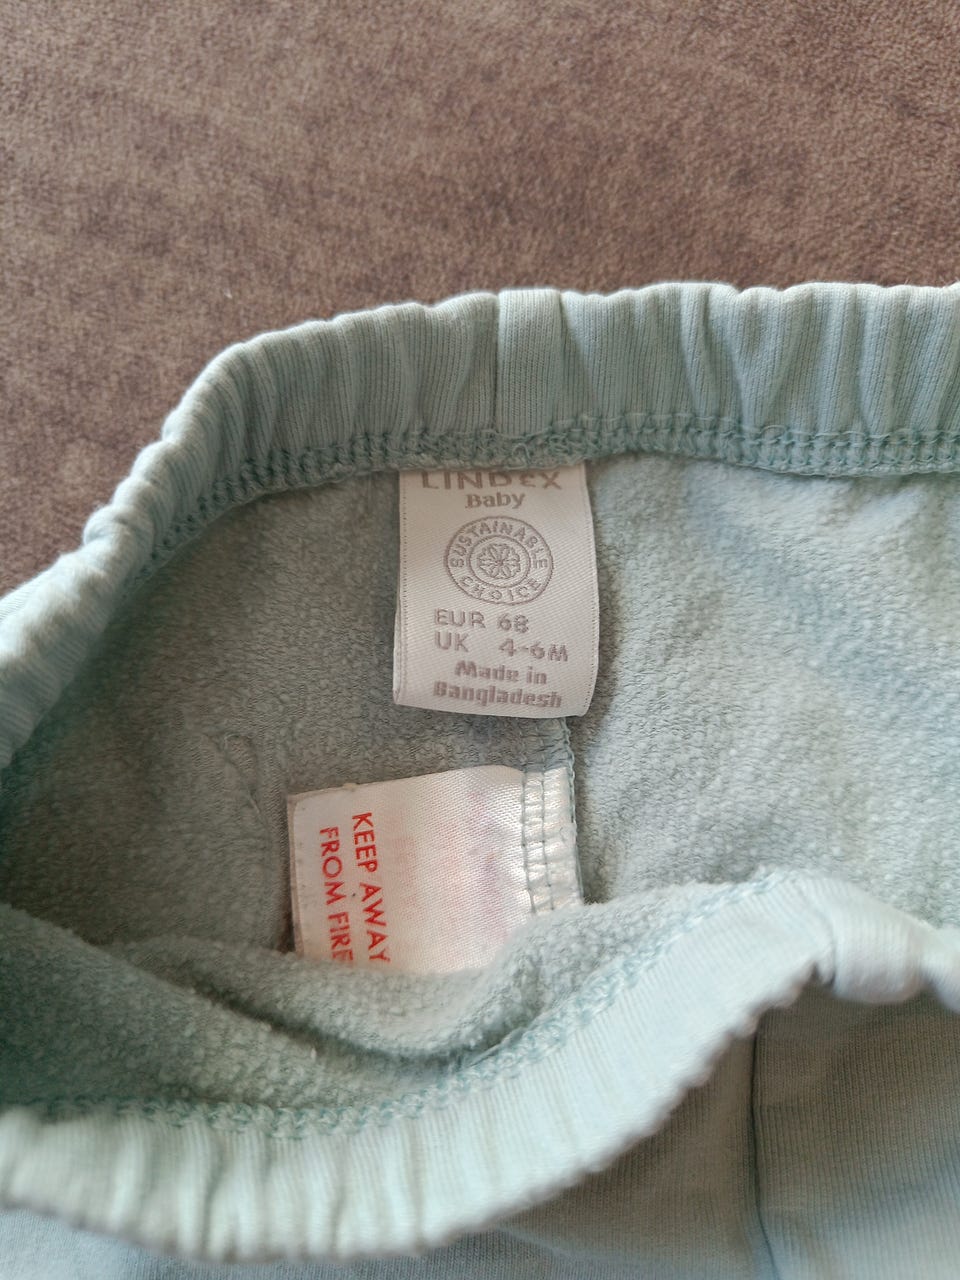 LINDEX
Baby
SUSTAINABLE
CHOICE
EUR 68
UK 4-6M
Made in
Bangladesh
KEEP AWAY
FROM FIRE